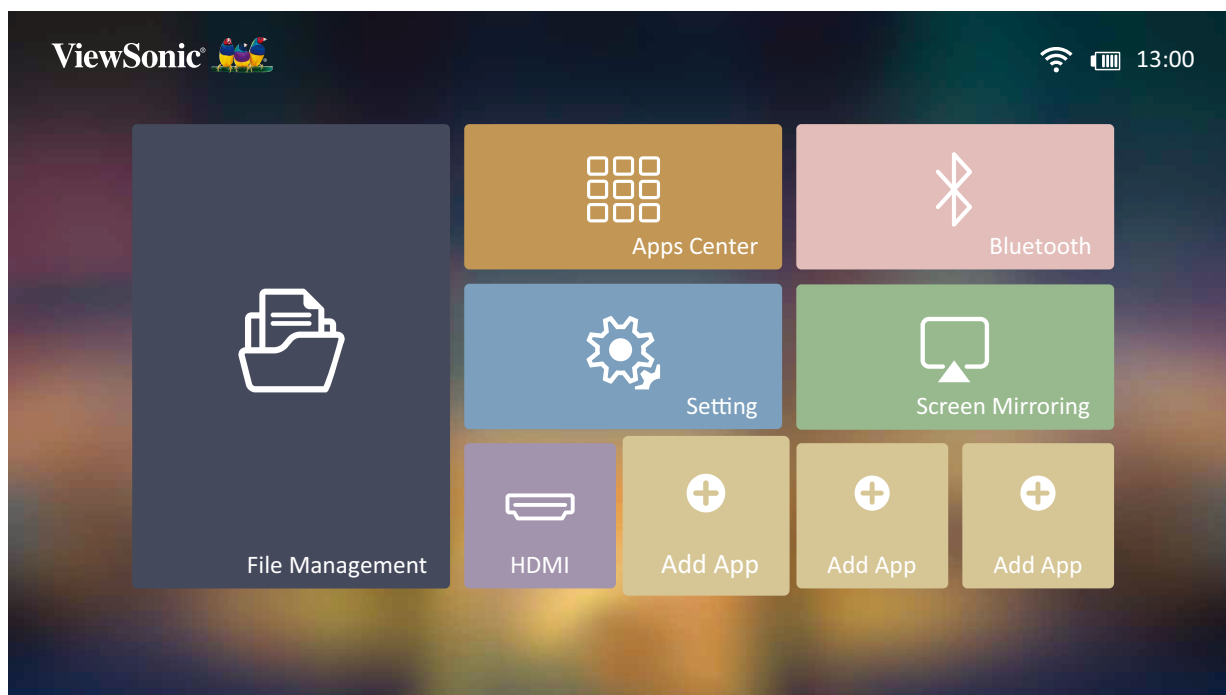 ViewSonic®
13:00
Apps Center
Bluetooth
Setting
Screen Mirroring
File Management
HDMI
Add App
Add App
Add App